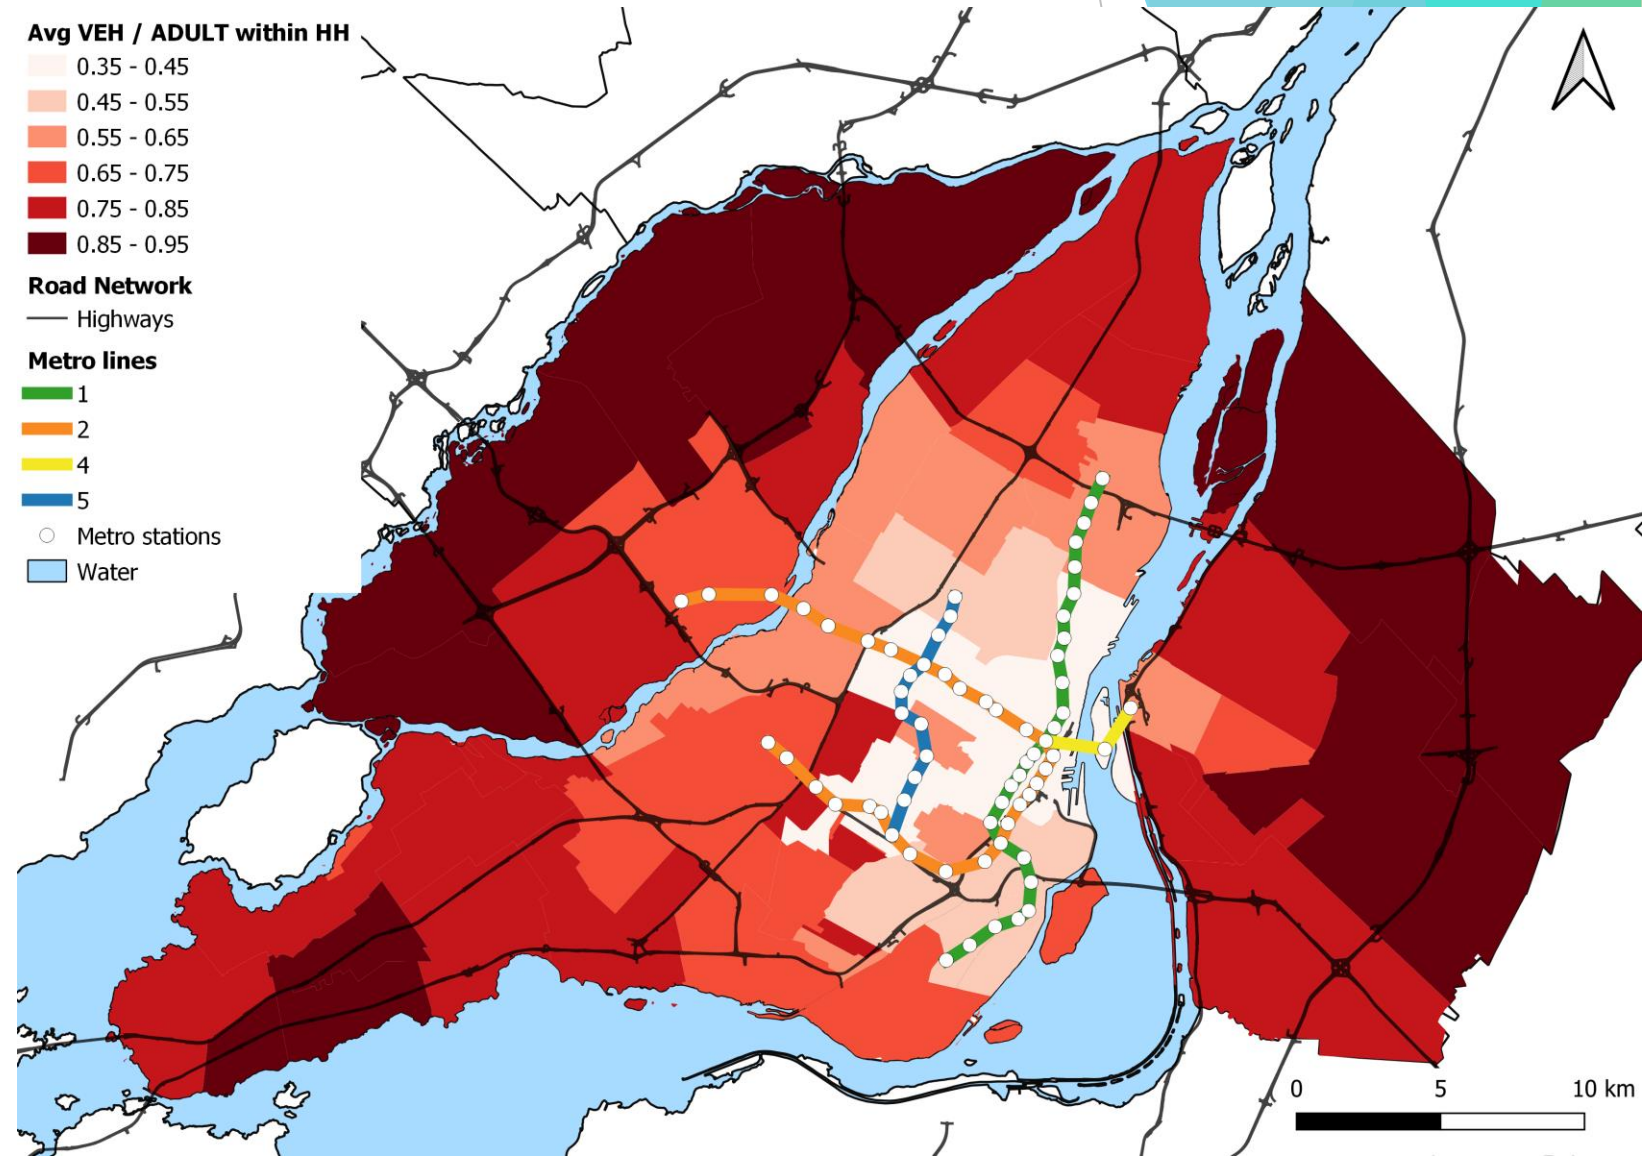 Avg VEH / ADULT within HH
0.35 - 0.45
0.45 - 0.55
0.55 - 0.65
0.65 - 0.75
0.75 - 0.85
0.85 - 0.95
Road Network
Highways
Metro lines
1
2
4
5
Metro stations
Water
0 5 10 km